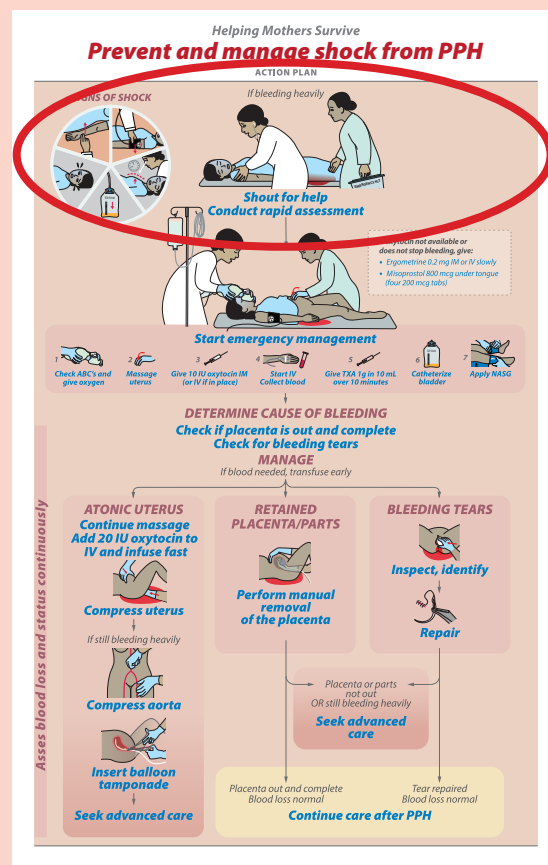 Helping Mothers Survive
Prevent and manage shock from PPH
ACTION PLAN
OF SHOCK
If bleeding heavily
Shout for help
Conduct rapid assessment
not available or
does not stop bleeding, give:
• Ergometrine 0.2 mg IM or IV slowly
• Misoprostol 800 mcg under tongue
(four 200 mcg tabs)
Start emergency management
1
Check ABC's and
give oxygen
2
Massage
uterus
3
Give 10 IU oxytocin IM
(or IV if in place)
4
Start IV
Collect blood
5
Give TXA 1g in 10 mL
over 10 minutes
6
Catheterize
bladder
7
Apply NASG
DETERMINE CAUSE OF BLEEDING
Check if placenta is out and complete
Check for bleeding tears
MANAGE
If blood needed, transfuse early
Asses blood loss and status continuously
ATONIC UTERUS
Continue massage
Add 20 IU oxytocin to
IV and infuse fast
Compress uterus
If still bleeding heavily
Compress aorta
Insert balloon
tamponade
Seek advanced care
RETAINED
PLACENTA/PARTS
Perform manual
removal
of the placenta
BLEEDING TEARS
Inspect, identify
Repair
Placenta or parts
not out
OR still bleeding heavily
Seek advanced
care
Placenta out and complete
Blood loss normal
Tear repaired
Blood loss normal
Continue care after PPH